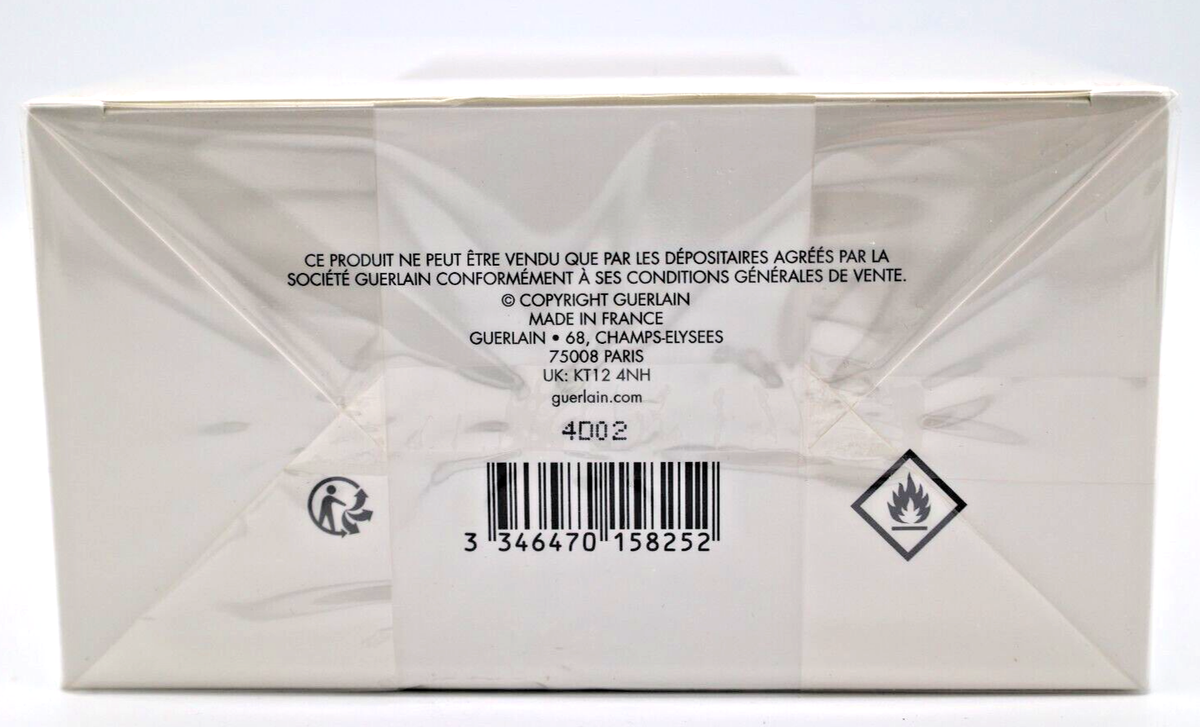 CE PRODUIT NE PEUT ÊTRE VENDU QUE PAR LES DÉPOSITAIRES AGRÉÉS PAR LA
SOCIÉTÉ GUERLAIN CONFORMÉMENT À SES CONDITIONS GÉNÉRALES DE VENTE.
© COPYRIGHT GUERLAIN
MADE IN FRANCE
GUERLAIN • 68, CHAMPS-ELYSEES
75008 PARIS
UK: KT12 4NH
guerlain.com
4D02
3 346470 158252